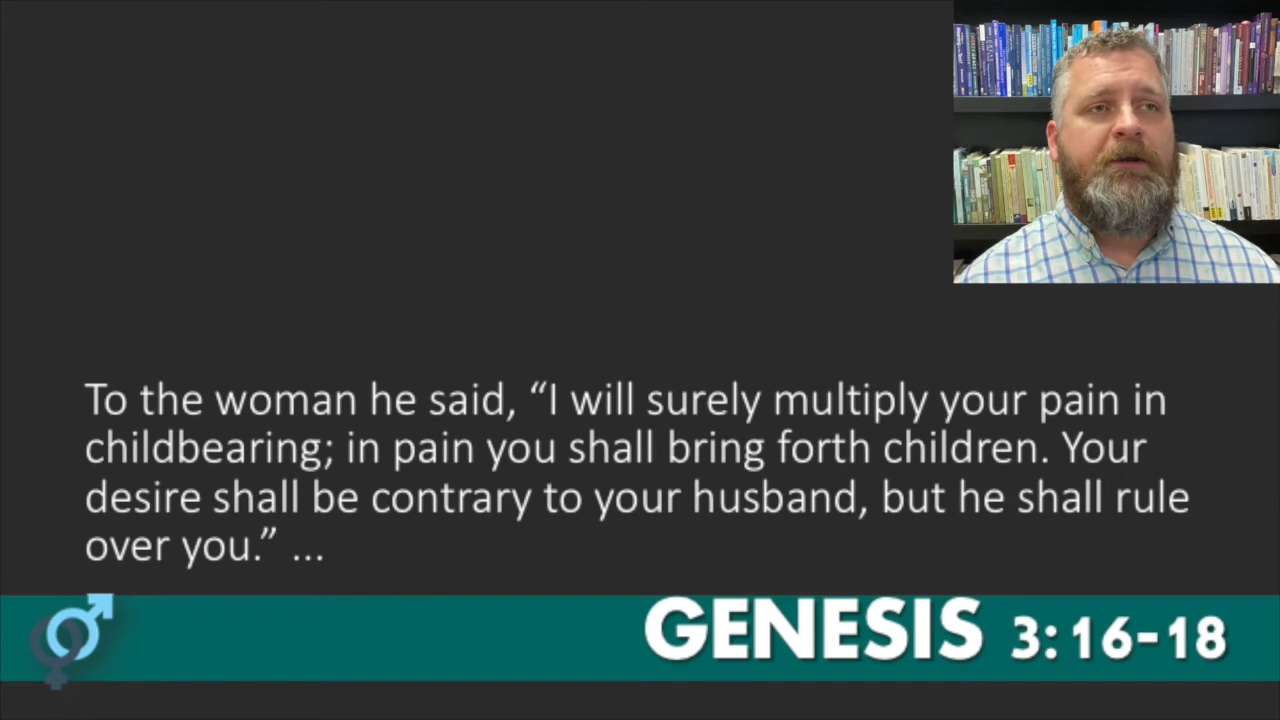 To the woman he said, “I will surely multiply your pain in
childbearing; in pain you shall bring forth children. Your
desire shall be contrary to your husband, but he shall rule
over you.” ...
GENESIS 3:16-18